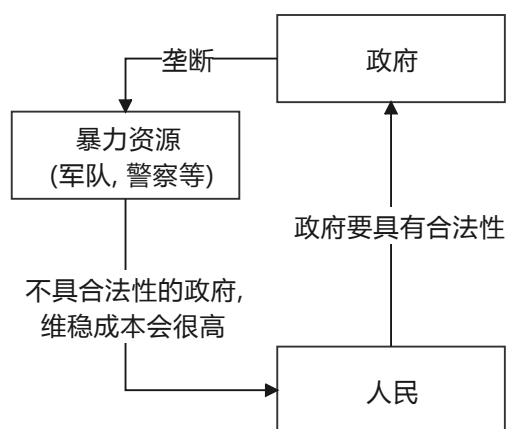 垄断
政府
暴力资源
(军队, 警察等)
政府要具有合法性
不具合法性的政府,
维稳成本会很高
人民